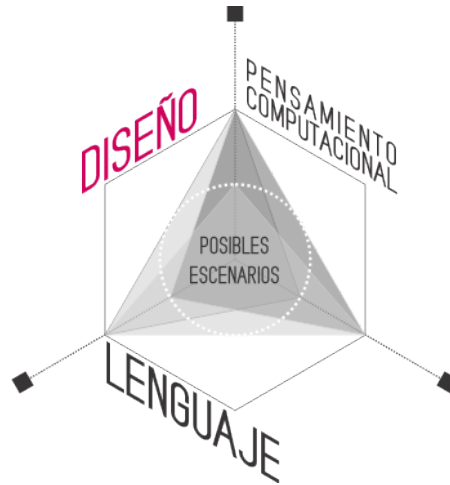 DISEÑO
PENSAMIENTO
COMPUTACIONAL
POSIBLES
ESCENARIOS
LENGUAJE